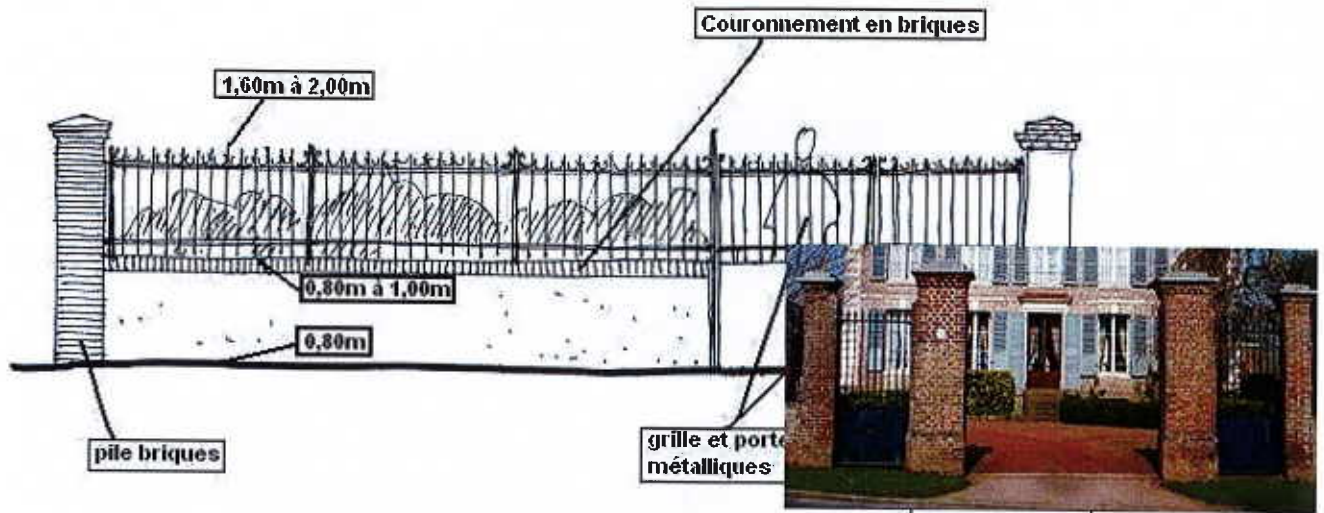 Couronnement en briques
1,60m à 2,00m
0,80m à 1,00m
0,80m
pile briques
grille et porte
métalliques